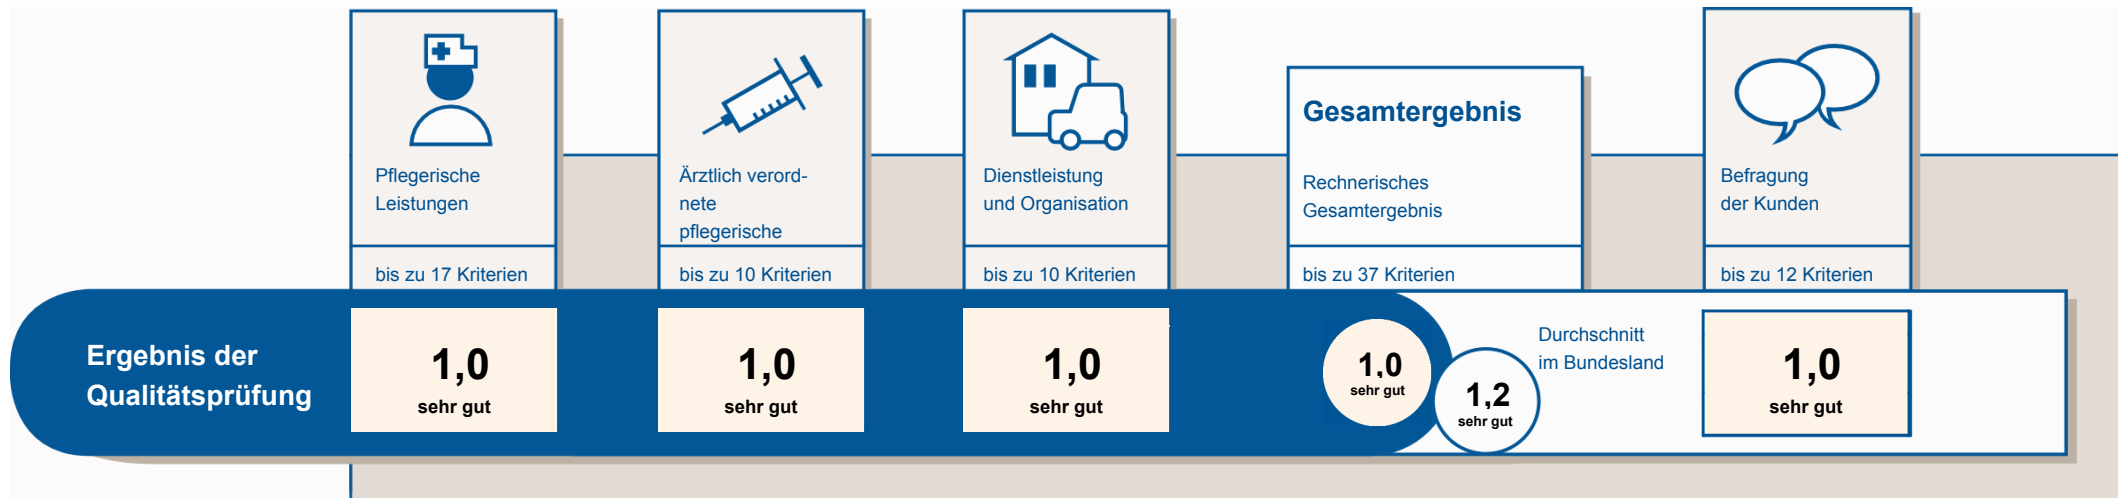 Pflegerische
Leistungen
bis zu 17 Kriterien
Ärztlich verord-
nete
pflegerische
bis zu 10 Kriterien
Dienstleistung
und Organisation
bis zu 10 Kriterien
Gesamtergebnis
Rechnerisches
Gesamtergebnis
bis zu 37 Kriterien
Befragung
der Kunden
bis zu 12 Kriterien
Ergebnis der
Qualitätsprüfung
1,0
sehr gut
1,0
sehr gut
1,0
sehr gut
1,0
sehr gut
1,2
sehr gut
Durchschnitt
im Bundesland
1,0
sehr gut